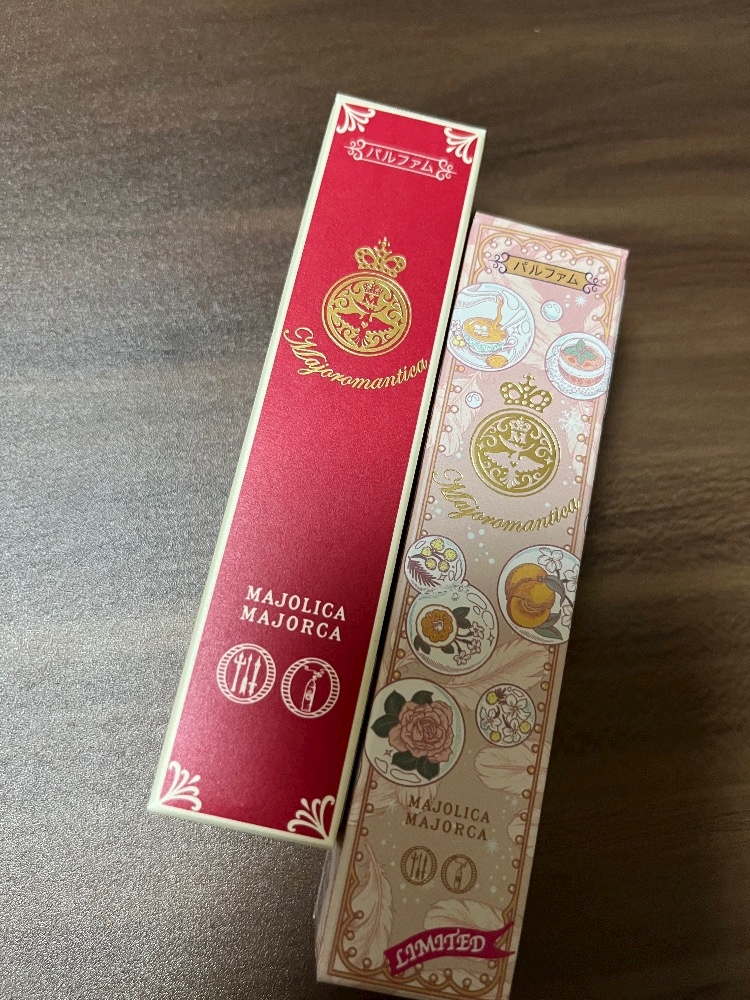 パルファム
M
Majoromantica
MAJOLICA
MAJORCA
パルファム
M
Majoromantica
MAJOLICA
MAJORCA
LIMITED